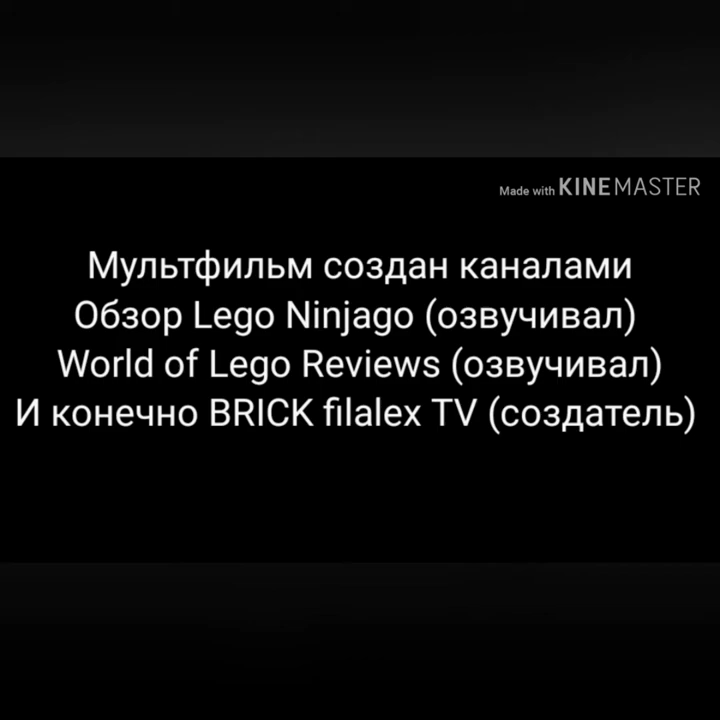 Made with KINEMASTER
Мультфильм создан каналами
Обзор Lego Ninjago (озвучивал)
World of Lego Reviews (озвучивал)
И конечно BRICK filalex TV (создатель)